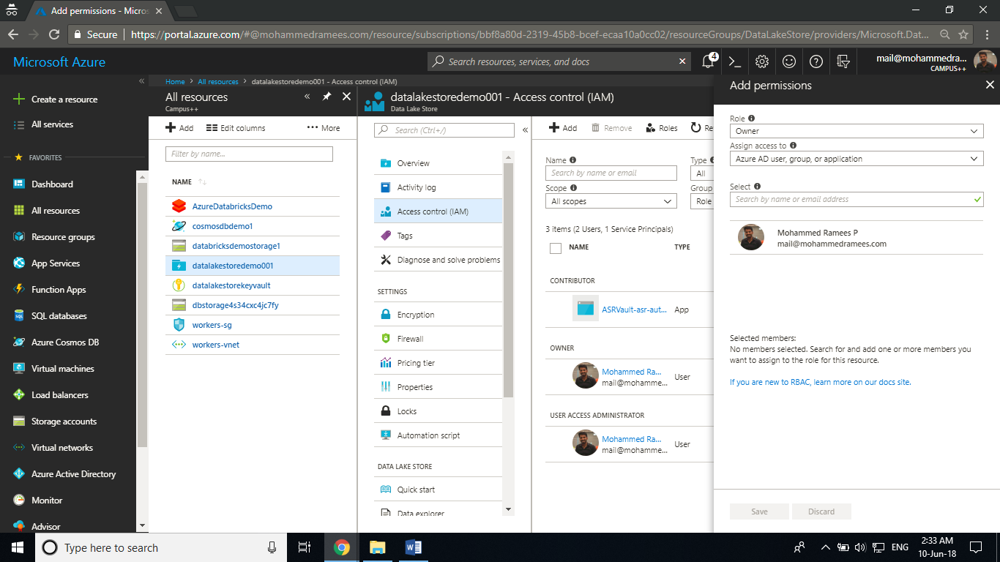 Add permissions - Micros
Secure
https://portal.azure.com/#@mohammedramees.com/resource/subscriptions/bbf8a80d-2319-45b8-bcef-ecaa10a0cc02/resourceGroups/DataLakeStore/providers/Microsoft.Dat...
Microsoft Azure
Search resources, services, and docs
4
mail@mohammedra...
CAMPUS++
Create a resource
All services
FAVORITES
Dashboard
All resources
Resource groups
App Services
Function Apps
SQL databases
Azure Cosmos DB
Virtual machines
Load balancers
Storage accounts
Virtual networks
Azure Active Directory
Monitor
Advisor
Home > All resources > datalakestoredemo001 - Access control (IAM)
All resources
Campus++
Add
Edit columns
More
Filter by name...
NAME
AzureDatabricksDemo
cosmosdbdemo1
databricksdemostorage1
datalakestoredemo001
datalakestorekeyvault
dbstorage4s34cxc4jc7fy
workers-sg
workers-vnet
datalakestoredemo001 - Access control (IAM)
Data Lake Store
Search (Ctrl+/)
Overview
Activity log
Access control (IAM)
Tags
Diagnose and solve problems
SETTINGS
Encryption
Firewall
Pricing tier
Properties
Locks
Automation script
DATA LAKE STORE
Quick start
Data explorer
Add
Remove
Roles
Re
Name
Type
Search by name or email
All
Scope
Group
All scopes
Role
3 items (2 Users, 1 Service Principals)
NAME
TYPE
CONTRIBUTOR
ASRVault-asr-aut...
App
OWNER
Mohammed Ra...
mail@mohamme...
User
USER ACCESS ADMINISTRATOR
Mohammed Ra...
mail@mohamme...
User
Add permissions
Role
Owner
Assign access to
Azure AD user, group, or application
Select
Search by name or email address
Mohammed Ramees P
mail@mohammedramees.com
Selected members:
No members selected. Search for and add one or more members you
want to assign to the role for this resource.
If you are new to RBAC, learn more on our docs site.
Save
Discard
Type here to search
ENG
2:33 AM
10-Jun-18